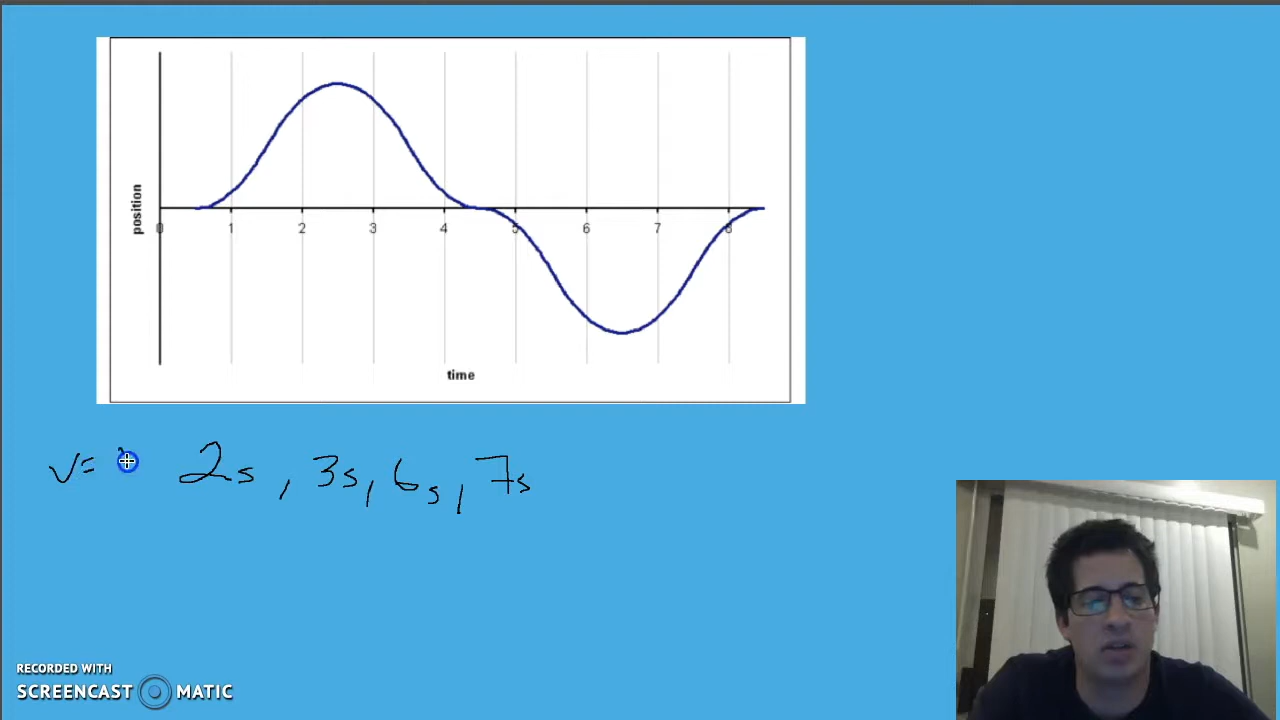 position
0 1 2 3 4 5 6 7 8
time
v= 2s, 3s, 6s, 7s
RECORDED WITH
SCREENCAST MATIC